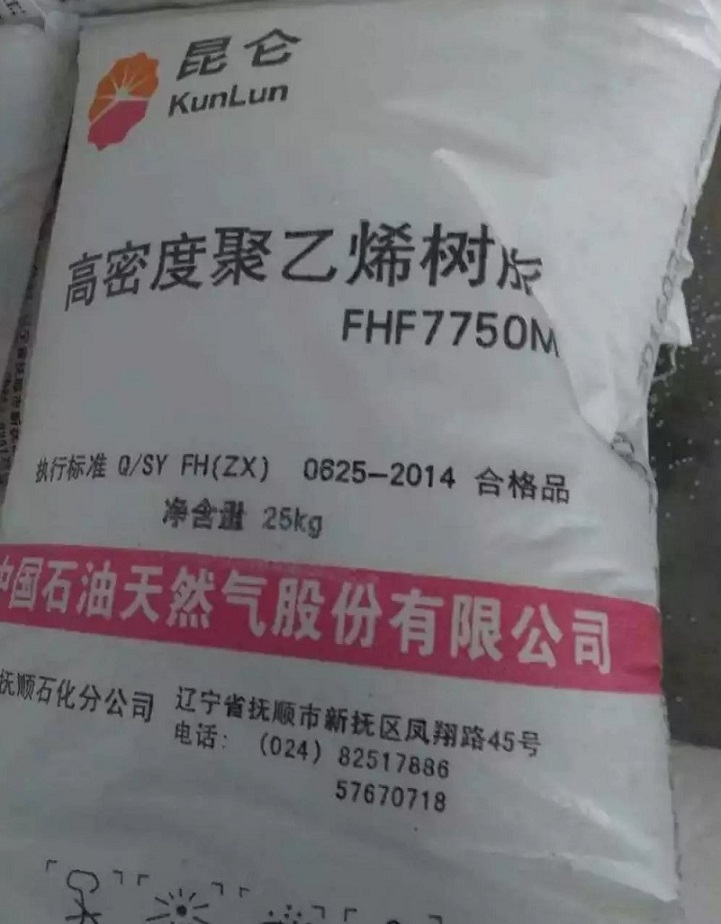 昆仑
KunLun
高密度聚乙烯树
FHF7750M
执行标准 Q/SY FH(ZX) 0625-2014 合格品
净含量 25kg
中国石油天然气股份有限公司
抚顺石化分公司 辽宁省抚顺市新抚区凤翔路45号
电话: (024) 82517886
57670718